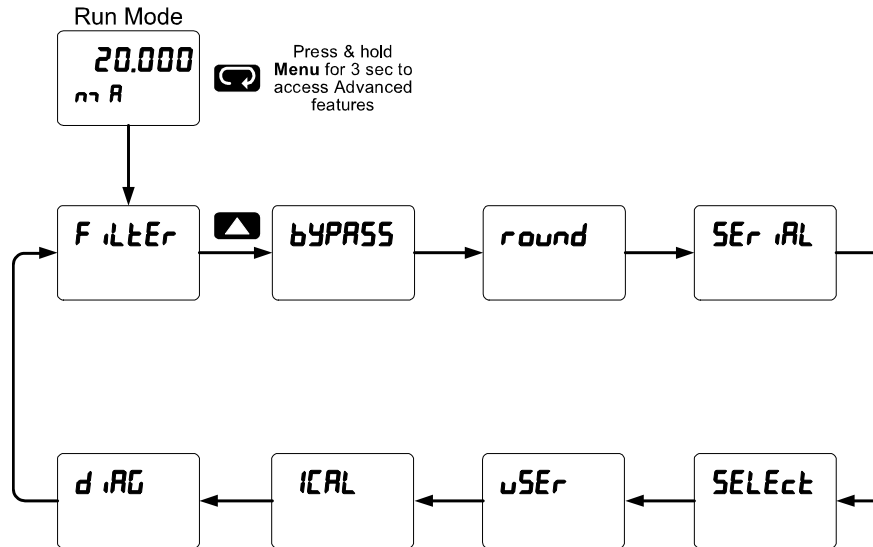 Run Mode
20.000
mA
Press & hold
Menu for 3 sec to
access Advanced
features
FiLtEr
bYPASS
round
SEriAL
diAG
ICAL
uSEr
SELEct